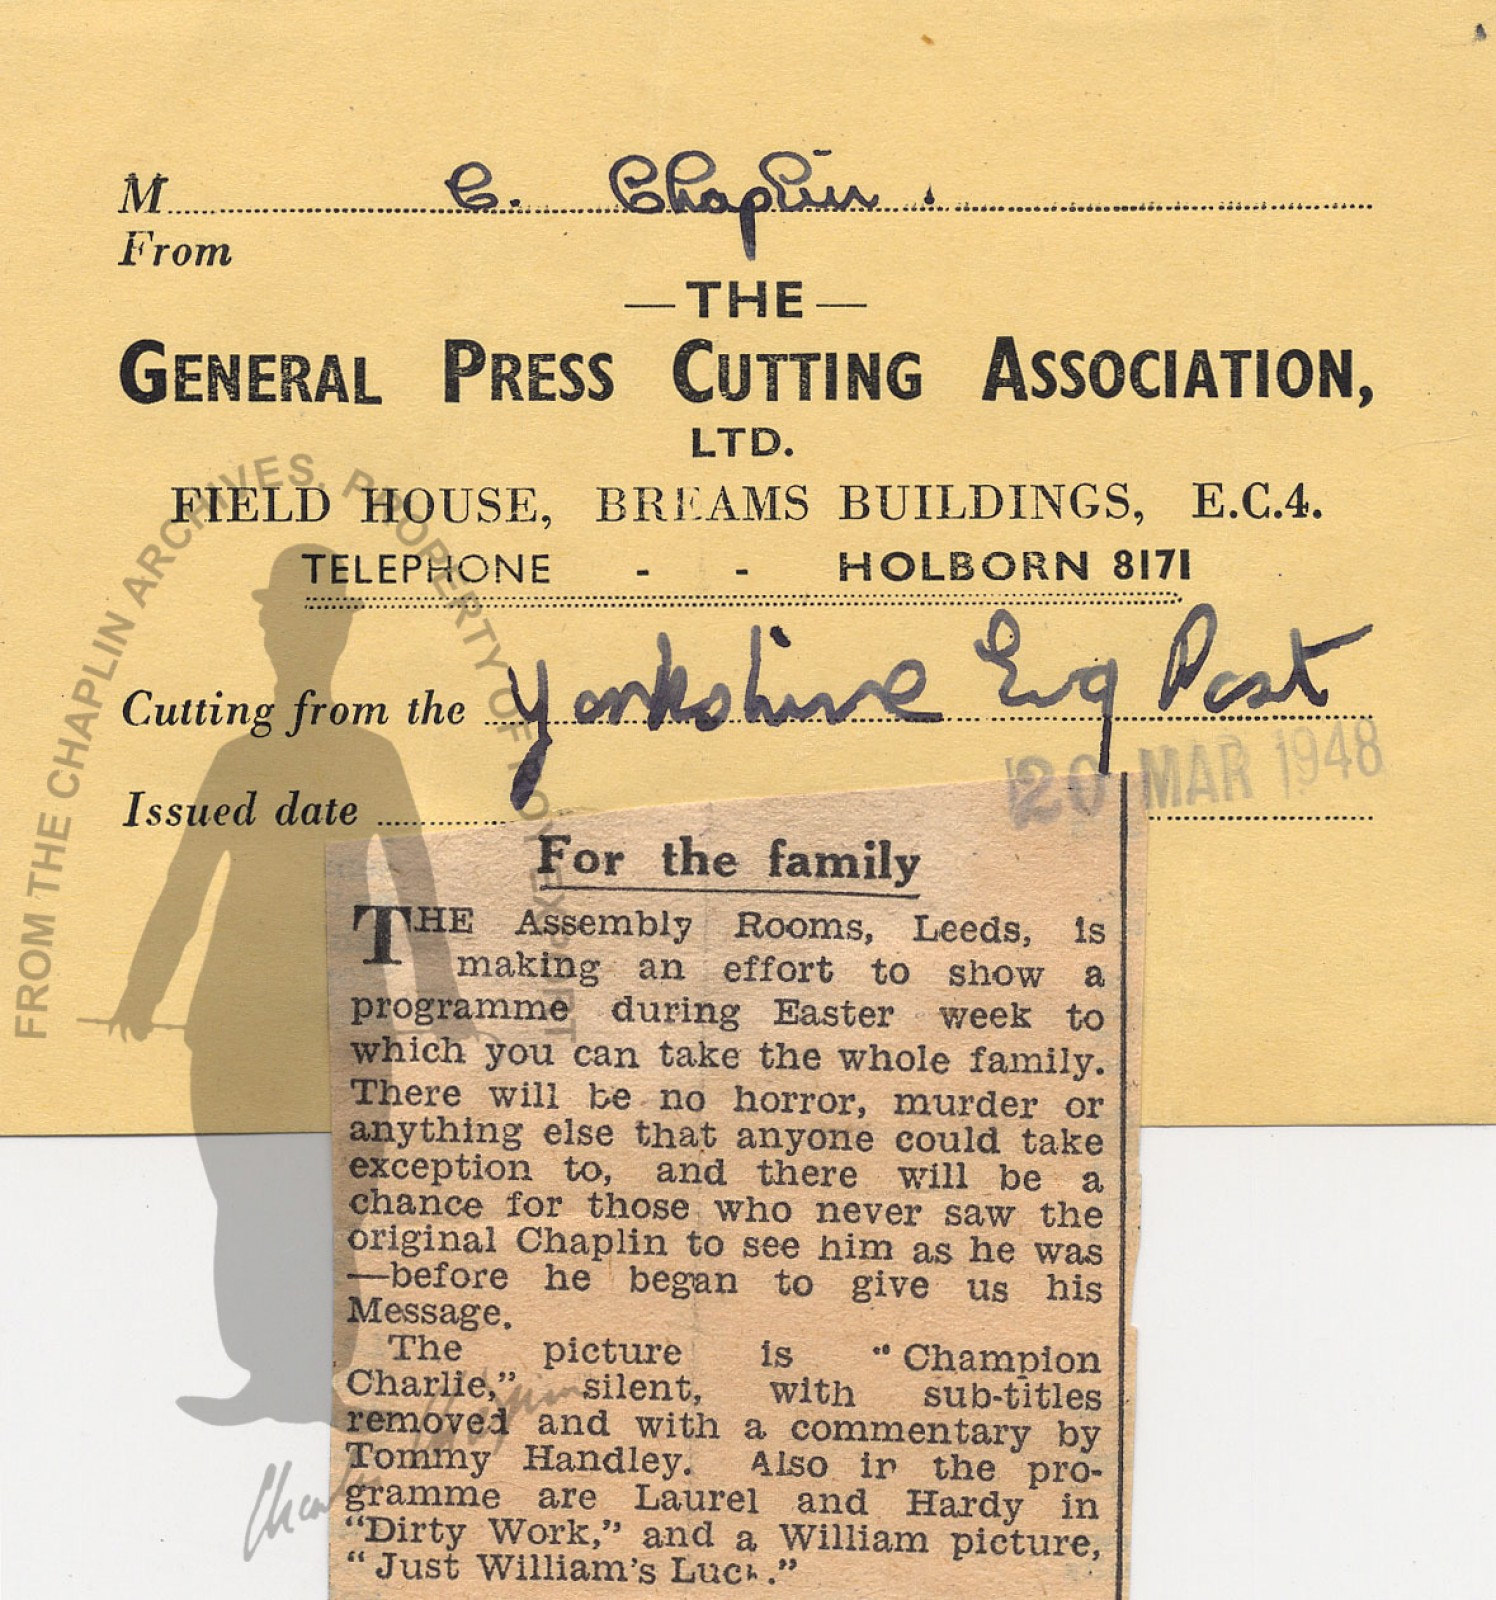 M C. Chaplin.
From
— THE —
GENERAL PRESS CUTTING ASSOCIATION,
LTD.
FIELD HOUSE, BREAMS BUILDINGS, E.C.4.
TELEPHONE - - HOLBORN 8171
Cutting from the Yorkshire Evg Post
Issued date 20 MAR 1948
For the family
THE Assembly Rooms, Leeds, is
making an effort to show a
programme during Easter week to
which you can take the whole family.
There will be no horror, murder or
anything else that anyone could take
exception to, and there will be a
chance for those who never saw the
original Chaplin to see him as he was
—before he began to give us his
Message.
The picture is "Champion
Charlie," silent, with sub-titles
removed and with a commentary by
Tommy Handley. Also in the pro-
gramme are Laurel and Hardy in
"Dirty Work," and a William picture,
"Just William's Luck."
FROM THE CHAPLIN ARCHIVES, PROPERTY OF ROY EXPORT
Charlie Chaplin